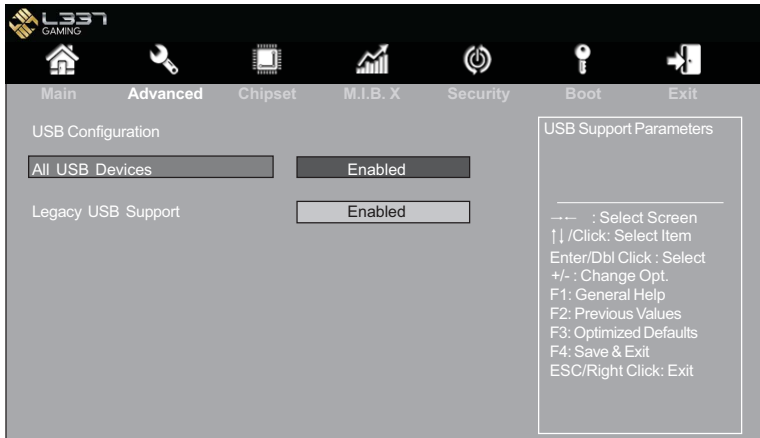 L337
GAMING
Main Advanced Chipset M.I.B. X Security Boot Exit
USB Configuration
All USB Devices Enabled
Legacy USB Support Enabled
USB Support Parameters
→← : Select Screen
↑↓/Click: Select Item
Enter/Dbl Click : Select
+/- : Change Opt.
F1: General Help
F2: Previous Values
F3: Optimized Defaults
F4: Save & Exit
ESC/Right Click: Exit